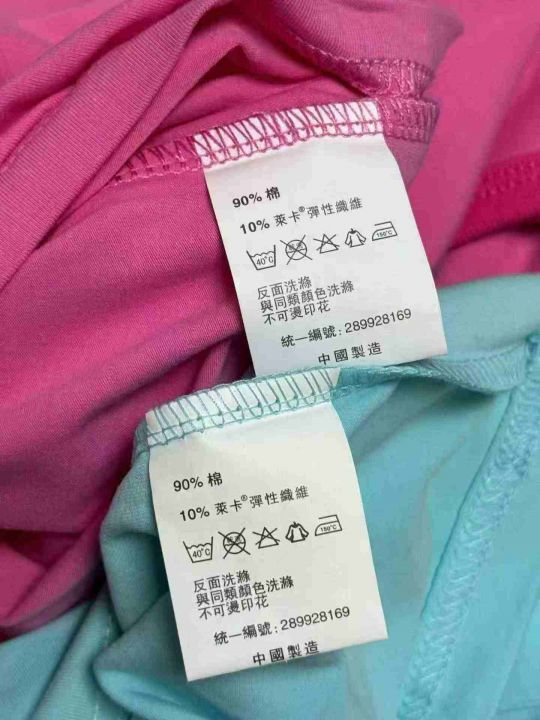 90% 棉
10% 萊卡®彈性纖維
40°C 150°C
反面洗滌
與同類顏色洗滌
不可燙印花
統一編號: 289928169
中國製造
90% 棉
10% 萊卡®彈性纖維
40°C 150°C
反面洗滌
與同類顏色洗滌
不可燙印花
統一編號: 289928169
中國製造